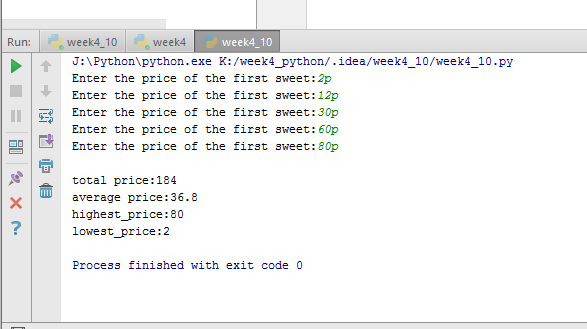 Run: week4_10 week4 week4_10
J:\Python\python.exe K:/week4_python/.idea/week4_10/week4_10.py
Enter the price of the first sweet:2p
Enter the price of the first sweet:12p
Enter the price of the first sweet:30p
Enter the price of the first sweet:60p
Enter the price of the first sweet:80p
total price:184
average price:36.8
highest_price:80
lowest_price:2
Process finished with exit code 0